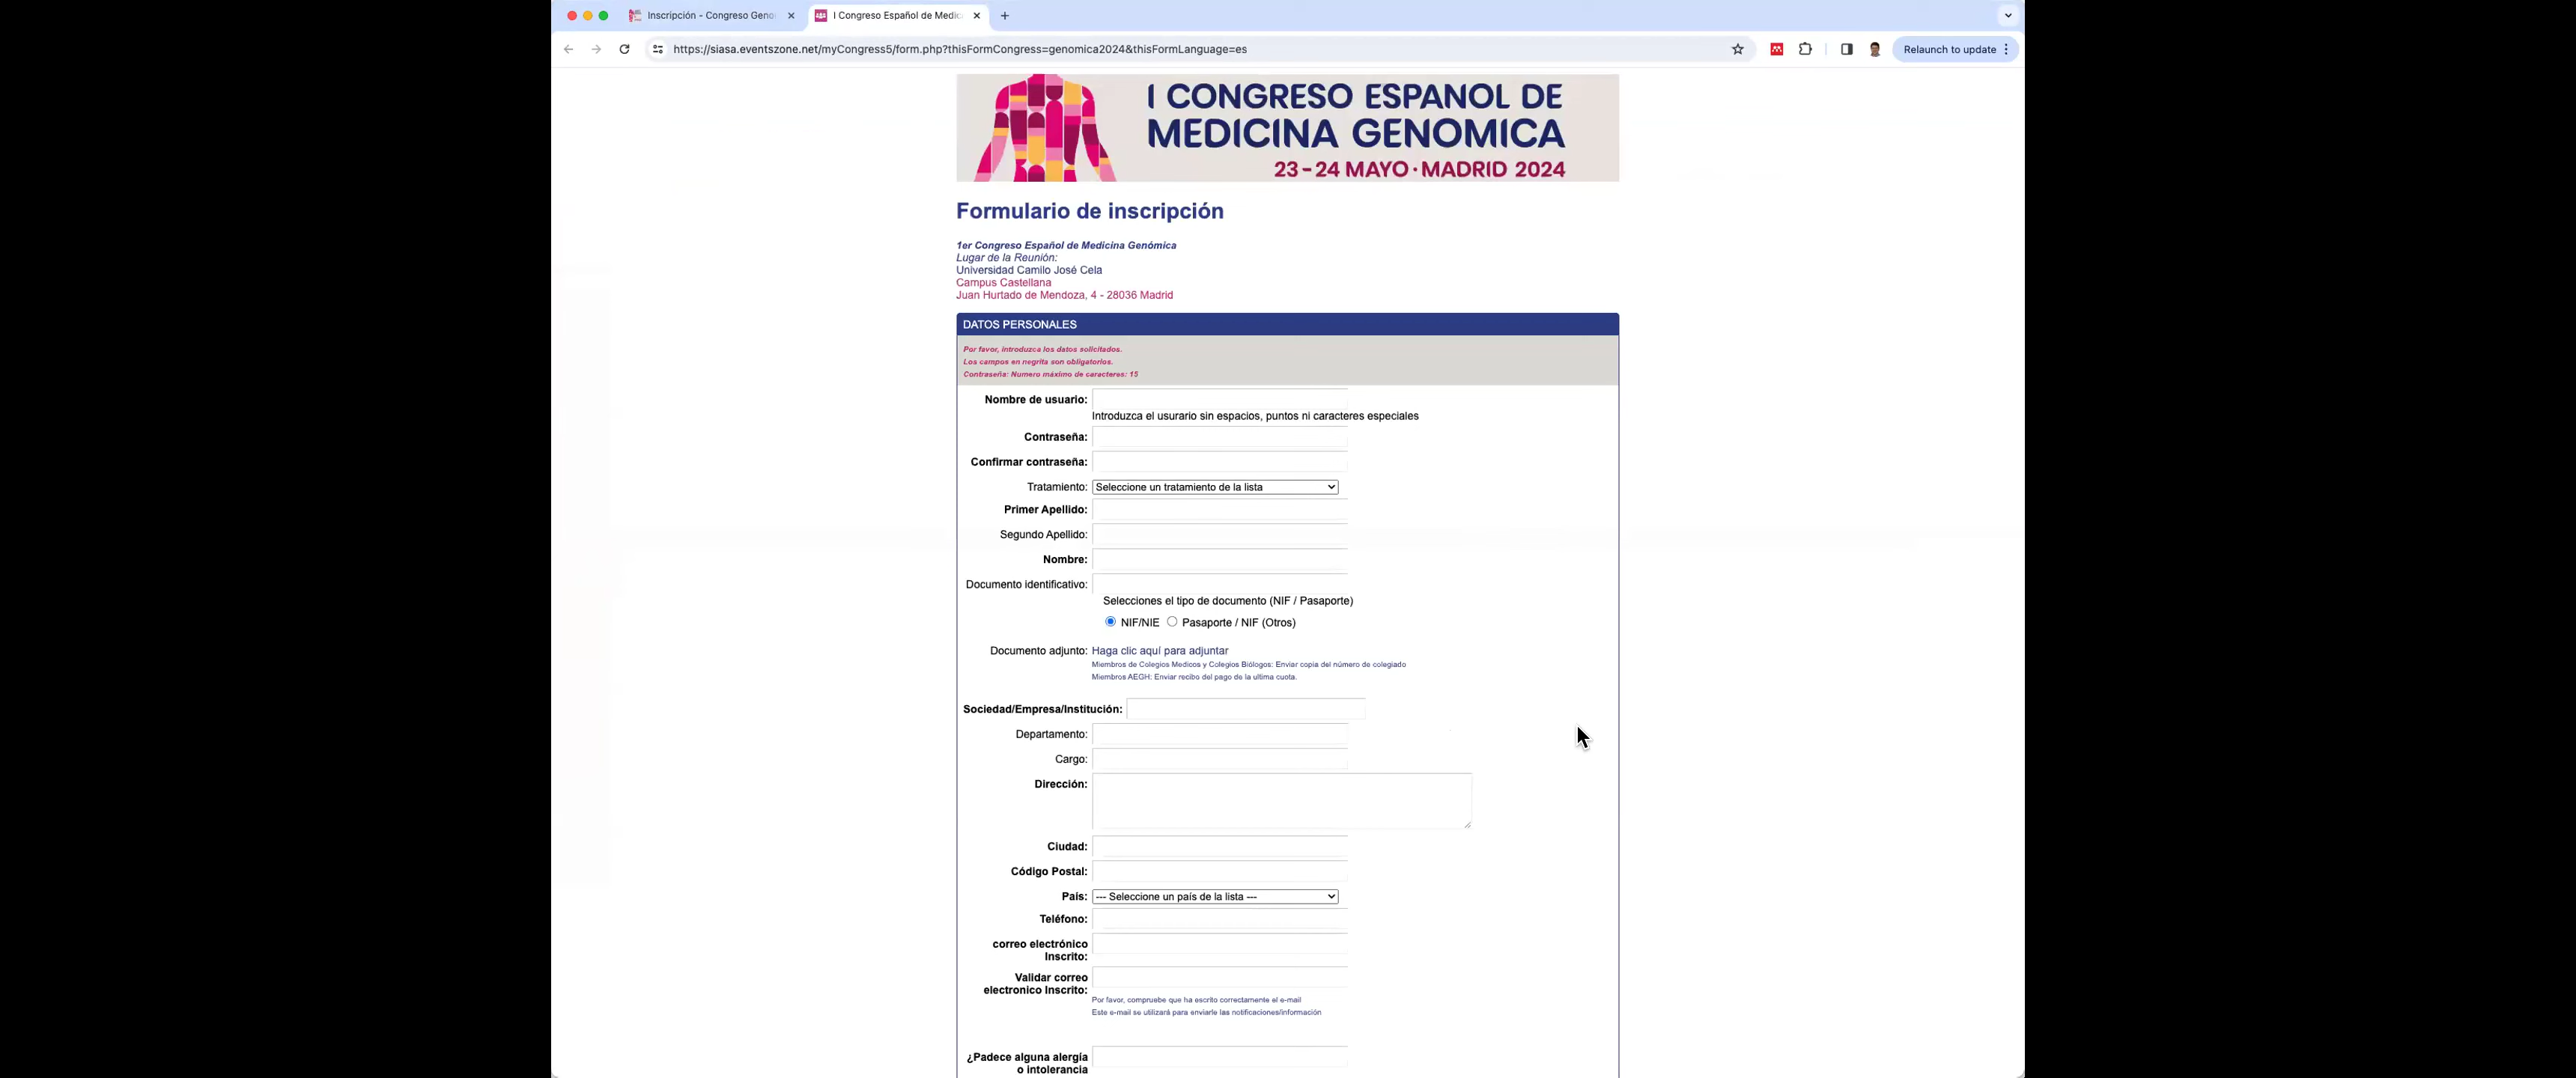 Inscripción - Congreso Geno
I Congreso Español de Medic
Relaunch to update
https://siasa.eventszone.net/myCongress5/form.php?thisFormCongress=genomica2024&thisFormLanguage=es
I CONGRESO ESPANOL DE
MEDICINA GENOMICA
23-24 MAYO·MADRID 2024
Formulario de inscripción
1er Congreso Español de Medicina Genómica
Lugar de la Reunión:
Universidad Camilo José Cela
Campus Castellana
Juan Hurtado de Mendoza, 4 - 28036 Madrid
DATOS PERSONALES
Por favor, introduzca los datos solicitados.
Los campos en negrita son obligatorios.
Contraseña: Numero máximo de caracteres: 15
Nombre de usuario:
Introduzca el usurario sin espacios, puntos ni caracteres especiales
Contraseña:
Confirmar contraseña:
Tratamiento: Seleccione un tratamiento de la lista
Primer Apellido:
Segundo Apellido:
Nombre:
Documento identificativo:
Selecciones el tipo de documento (NIF / Pasaporte)
NIF/NIE Pasaporte / NIF (Otros)
Documento adjunto: Haga clic aquí para adjuntar
Miembros de Colegios Medicos y Colegios Biólogos: Enviar copia del número de colegiado
Miembros AEGH: Enviar recibo del pago de la ultima cuota.
Sociedad/Empresa/Institución:
Departamento:
Cargo:
Dirección:
Ciudad:
Código Postal:
País: --- Seleccione un país de la lista ---
Teléfono:
correo electrónico
Inscrito:
Validar correo
electronico Inscrito:
Por favor, compruebe que ha escrito correctamente el e-mail
Este e-mail se utilizará para enviarle las notificaciones/información
¿Padece alguna alergía
o intolerancia